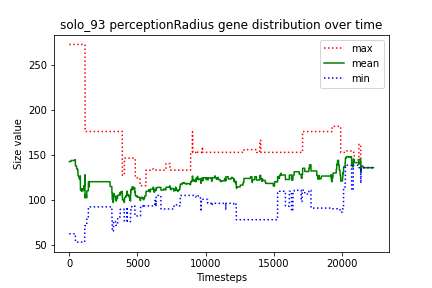 solo_93 perceptionRadius gene distribution over time
max
mean
min
Size value
250
200
150
100
50
0
5000
10000
15000
20000
Timesteps